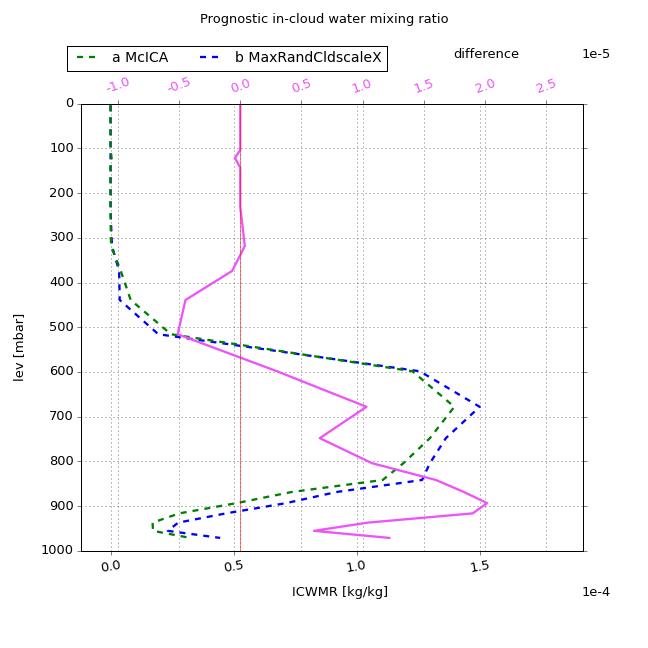 Prognostic in-cloud water mixing ratio
a McICA b MaxRandCldscaleX difference 1e-5
-1.0 -0.5 0.0 0.5 1.0 1.5 2.0 2.5
0
100
200
300
400
500
600
700
800
900
1000
lev [mbar]
0.0 0.5 1.0 1.5
ICWMR [kg/kg] 1e-4